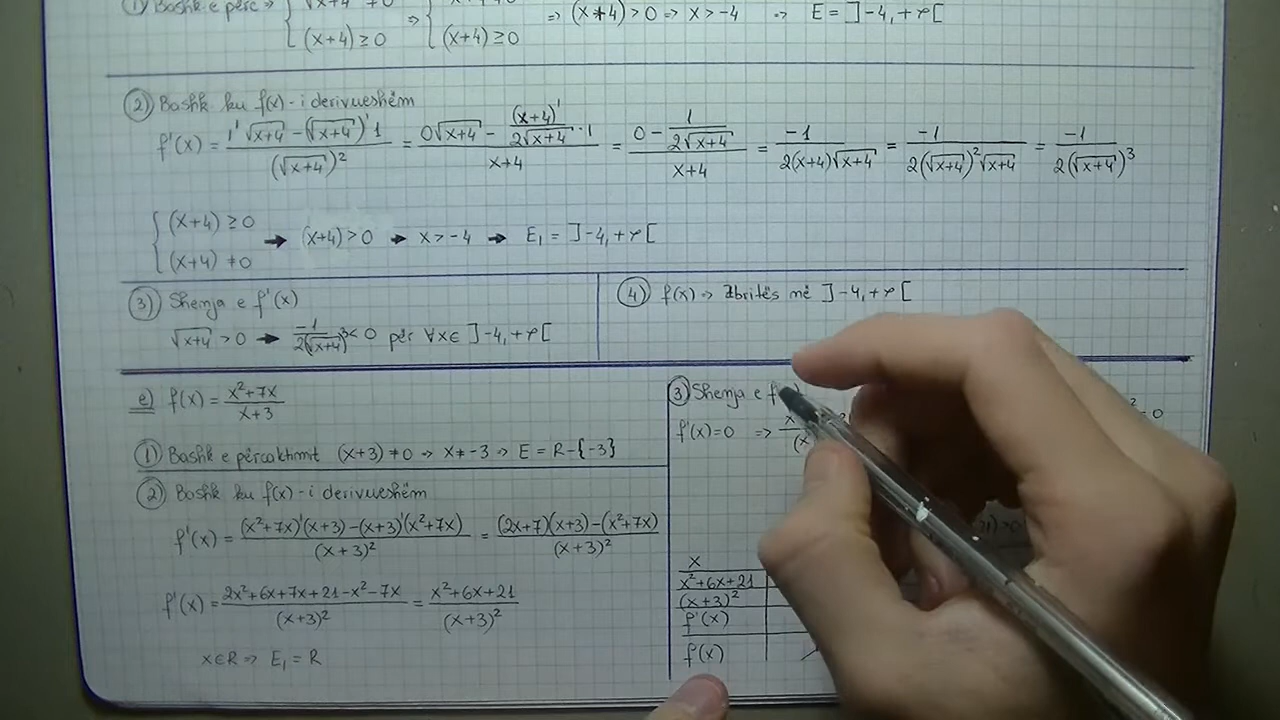 1) Bashk e përc => { √x+4 ≠0 => { => (x+4) > 0 => x > -4 => E = ]-4,+∞[
(x+4) ≥ 0 (x+4) ≥ 0
2) Bashk ku f(x)-i derivueshëm
f'(x) = (1'√x+4 - (√x+4)'1)/(√x+4)² = (0√x+4 - (x+4)'/(2√x+4)·1)/(x+4) = (0 - 1/(2√x+4))/(x+4) = -1/(2(x+4)√x+4) = -1/(2(√x+4)²√x+4) = -1/(2(√x+4)³)
{ (x+4) ≥ 0
(x+4) ≠ 0 → (x+4) > 0 → x > -4 → E₁ = ]-4,+∞[
3) Shenja e f'(x)
√x+4 > 0 → -1/(2(√x+4)³) < 0 për ∀x∈ ]-4,+∞[
4) f(x) => Zbritës në ]-4,+∞[
e) f(x) = (x²+7x)/(x+3)
1) Bashk e përcaktimt (x+3) ≠ 0 => x ≠ -3 => E = R-{-3}
2) Bashk ku f(x)-i derivueshëm
f'(x) = ((x²+7x)'(x+3)-(x+3)'(x²+7x))/(x+3)² = ((2x+7)(x+3)-(x²+7x))/(x+3)²
f'(x) = (2x²+6x+7x+21-x²-7x)/(x+3)² = (x²+6x+21)/(x+3)²
x∈R => E₁ = R
3) Shenja e f'
f'(x)=0 =>
x
x²+6x+21
(x+3)²
f'(x)
f(x)